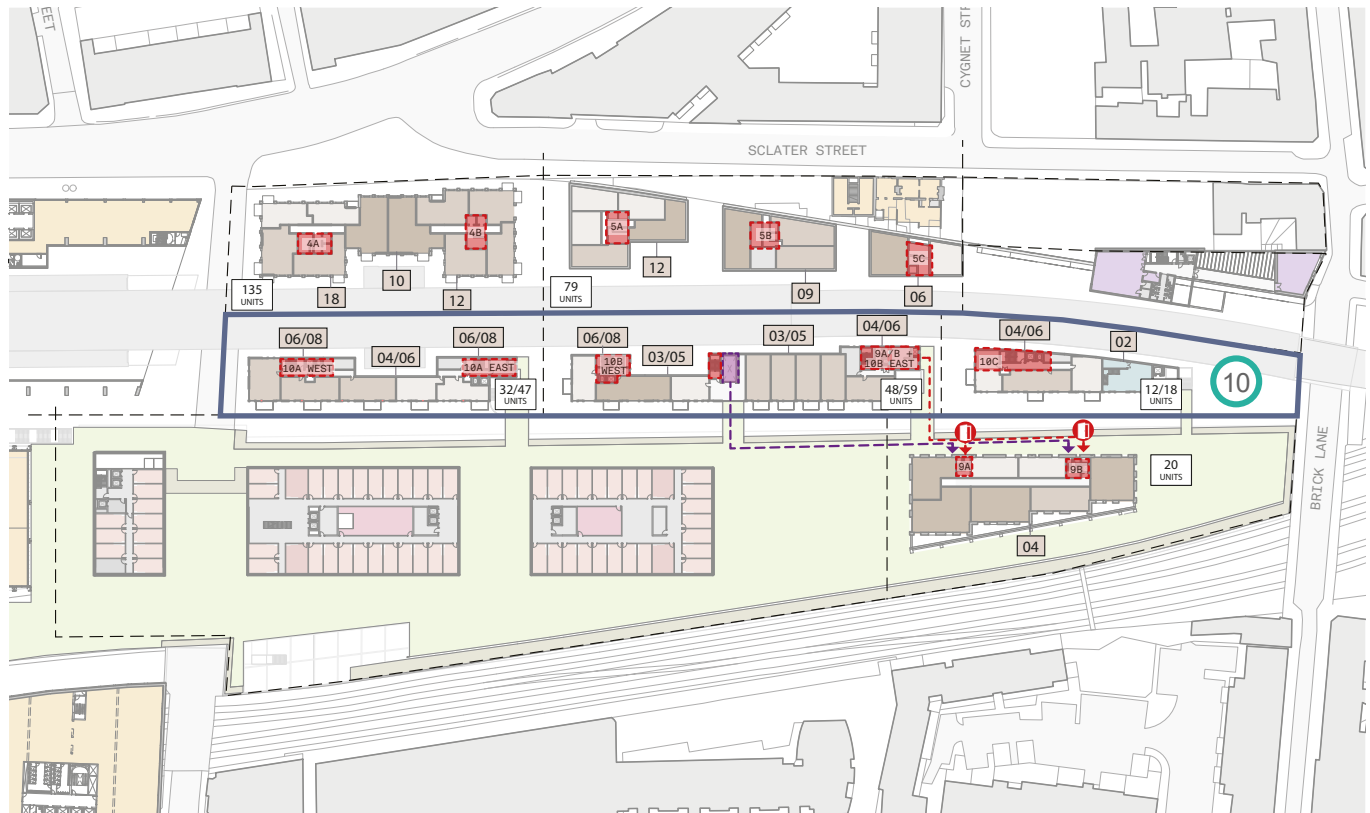 EET
CYGNET STR
SCLATER STREET
4A
4B
5A
5B
5C
135
UNITS
18
10
12
79
UNITS
12
09
06
06/08
10A WEST
04/06
06/08
10A EAST
32/47
UNITS
06/08
10B
WEST
03/05
03/05
04/06
9A/B +
10B EAST
48/59
UNITS
04/06
10C
02
12/18
UNITS
10
9A
9B
20
UNITS
04
BRICK LANE